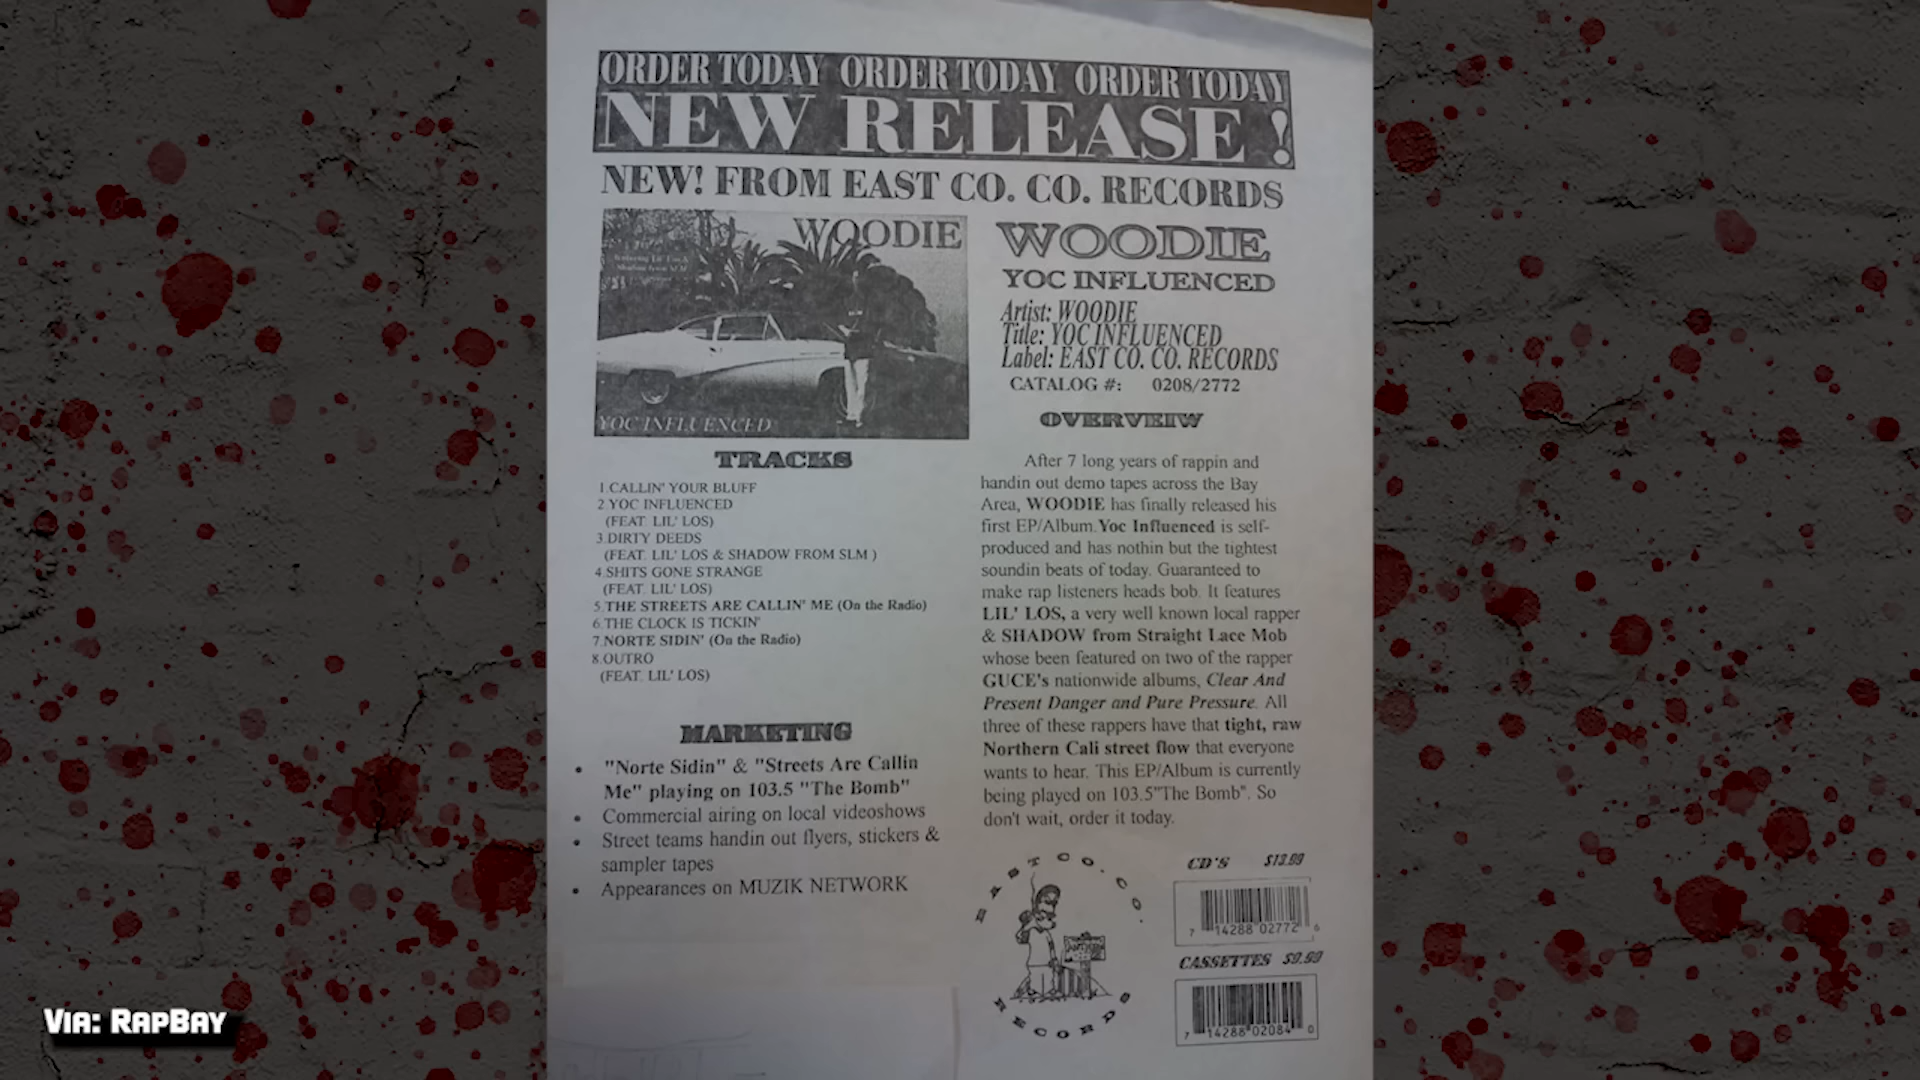 ORDER TODAY ORDER TODAY ORDER TODAY
NEW RELEASE !
NEW! FROM EAST CO. CO. RECORDS
WOODIE
YOC INFLUENCED
WOODIE
YOC INFLUENCED
Artist: WOODIE
Title: YOC INFLUENCED
Label: EAST CO. CO. RECORDS
CATALOG #: 0208/2772
TRACKS
1.CALLIN' YOUR BLUFF
2 YOC INFLUENCED
(FEAT. LIL' LOS)
3.DIRTY DEEDS
(FEAT. LIL' LOS & SHADOW FROM SLM )
4.SHITS GONE STRANGE
(FEAT. LIL' LOS)
5.THE STREETS ARE CALLIN' ME (On the Radio)
6.THE CLOCK IS TICKIN'
7.NORTE SIDIN' (On the Radio)
8.OUTRO
(FEAT. LIL' LOS)
MARKETING
• "Norte Sidin" & "Streets Are Callin
Me" playing on 103.5 "The Bomb"
• Commercial airing on local videoshows
• Street teams handin out flyers, stickers &
sampler tapes
• Appearances on MUZIK NETWORK
OVERVEIW
After 7 long years of rappin and
handin out demo tapes across the Bay
Area, WOODIE has finally released his
first EP/Album.Yoc Influenced is self-
produced and has nothin but the tightest
soundin beats of today. Guaranteed to
make rap listeners heads bob. It features
LIL' LOS, a very well known local rapper
& SHADOW from Straight Lace Mob
whose been featured on two of the rapper
GUCE's nationwide albums, Clear And
Present Danger and Pure Pressure. All
three of these rappers have that tight, raw
Northern Cali street flow that everyone
wants to hear. This EP/Album is currently
being played on 103.5"The Bomb". So
don't wait, order it today.
EAST CO. CO.
RECORDS
CD'S $13.99
7 14288 02772 6
CASSETTES $9.99
7 14288 02084 0
VIA: RAPBAY